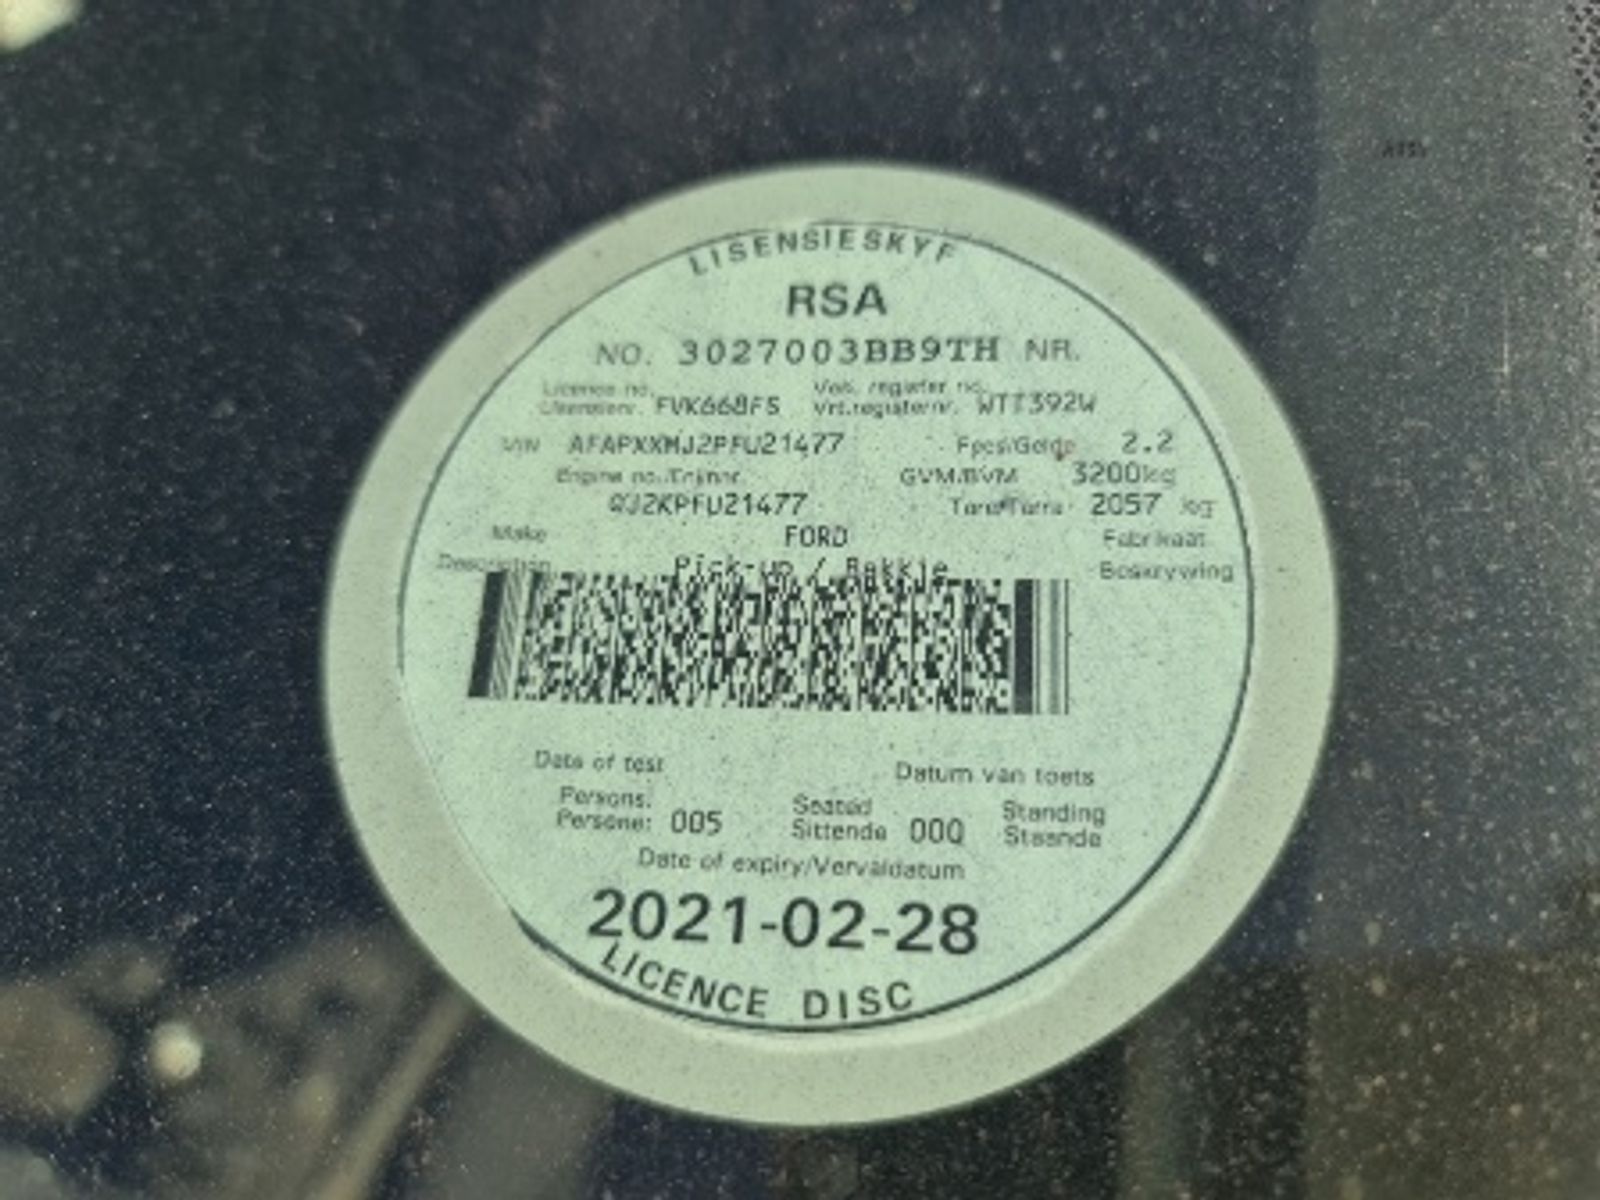 LISENSIESKYF
RSA
NO. 3027003BB9TH NR.
Licence no. Veh. register no.
Lisensienr. FVK668FS Vrt.registernr. WTT392W
VIN AFAPXXMJ2PFU21477 Fees/Gelde 2.2
Engine no./Enjinnr. GVM/BVM 3200kg
QJ2KPFU21477 Tare/Tarra 2057 kg
Make FORD Fabrikaat
Description Pick-up / Bakkie Beskrywing
Date of test Datum van toets
Persons: Seated Standing
Persone: 005 Sittende 000 Staande
Date of expiry/Vervaldatum
2021-02-28
LICENCE DISC